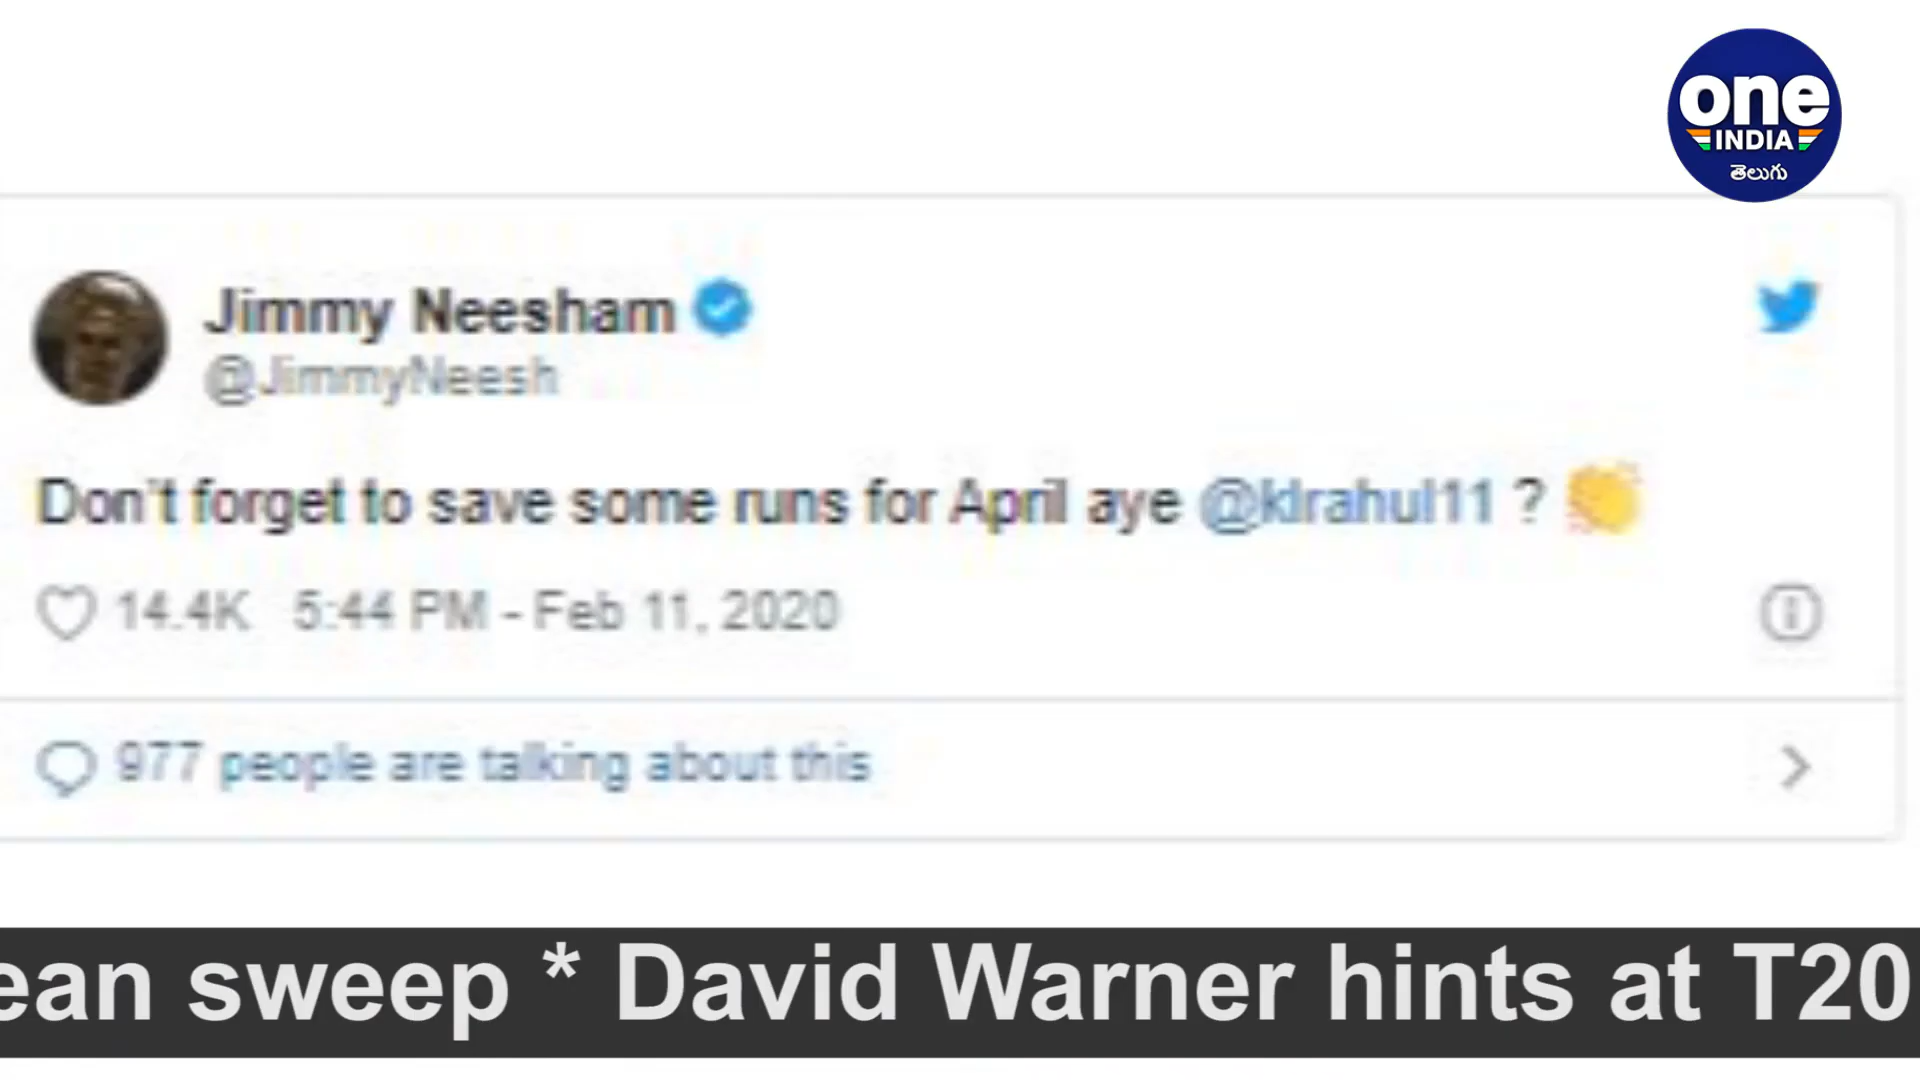 one
INDIA
తెలుగు
Jimmy Neesham
@JimmyNeesh
Don't forget to save some runs for April aye @klrahul11 ? 👏
14.4K 5:44 PM - Feb 11, 2020
977 people are talking about this
ean sweep * David Warner hints at T20